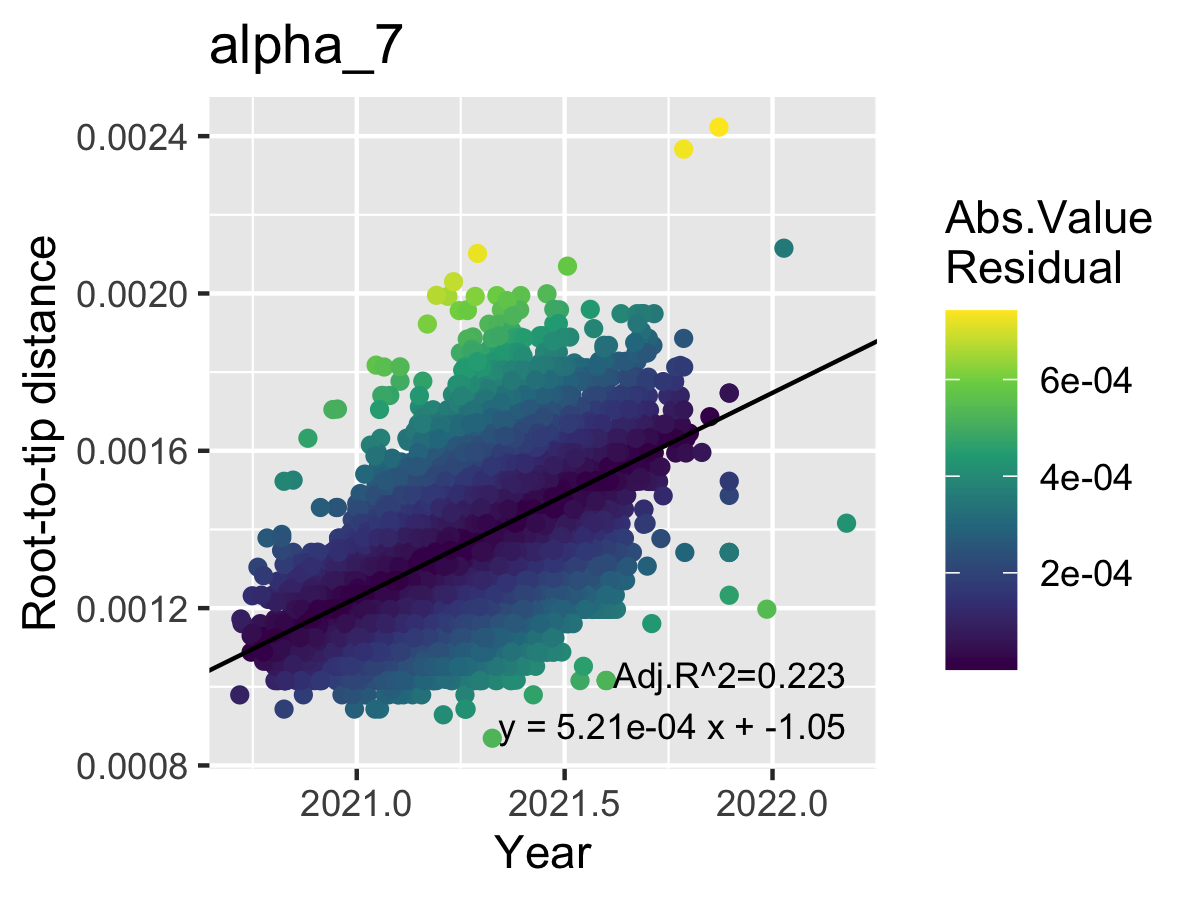 alpha_7
Root-to-tip distance
0.0024
0.0020
0.0016
0.0012
0.0008
Adj.R^2=0.223
y = 5.21e-04 x + -1.05
2021.0
2021.5
2022.0
Year
Abs.Value
Residual
6e-04
4e-04
2e-04